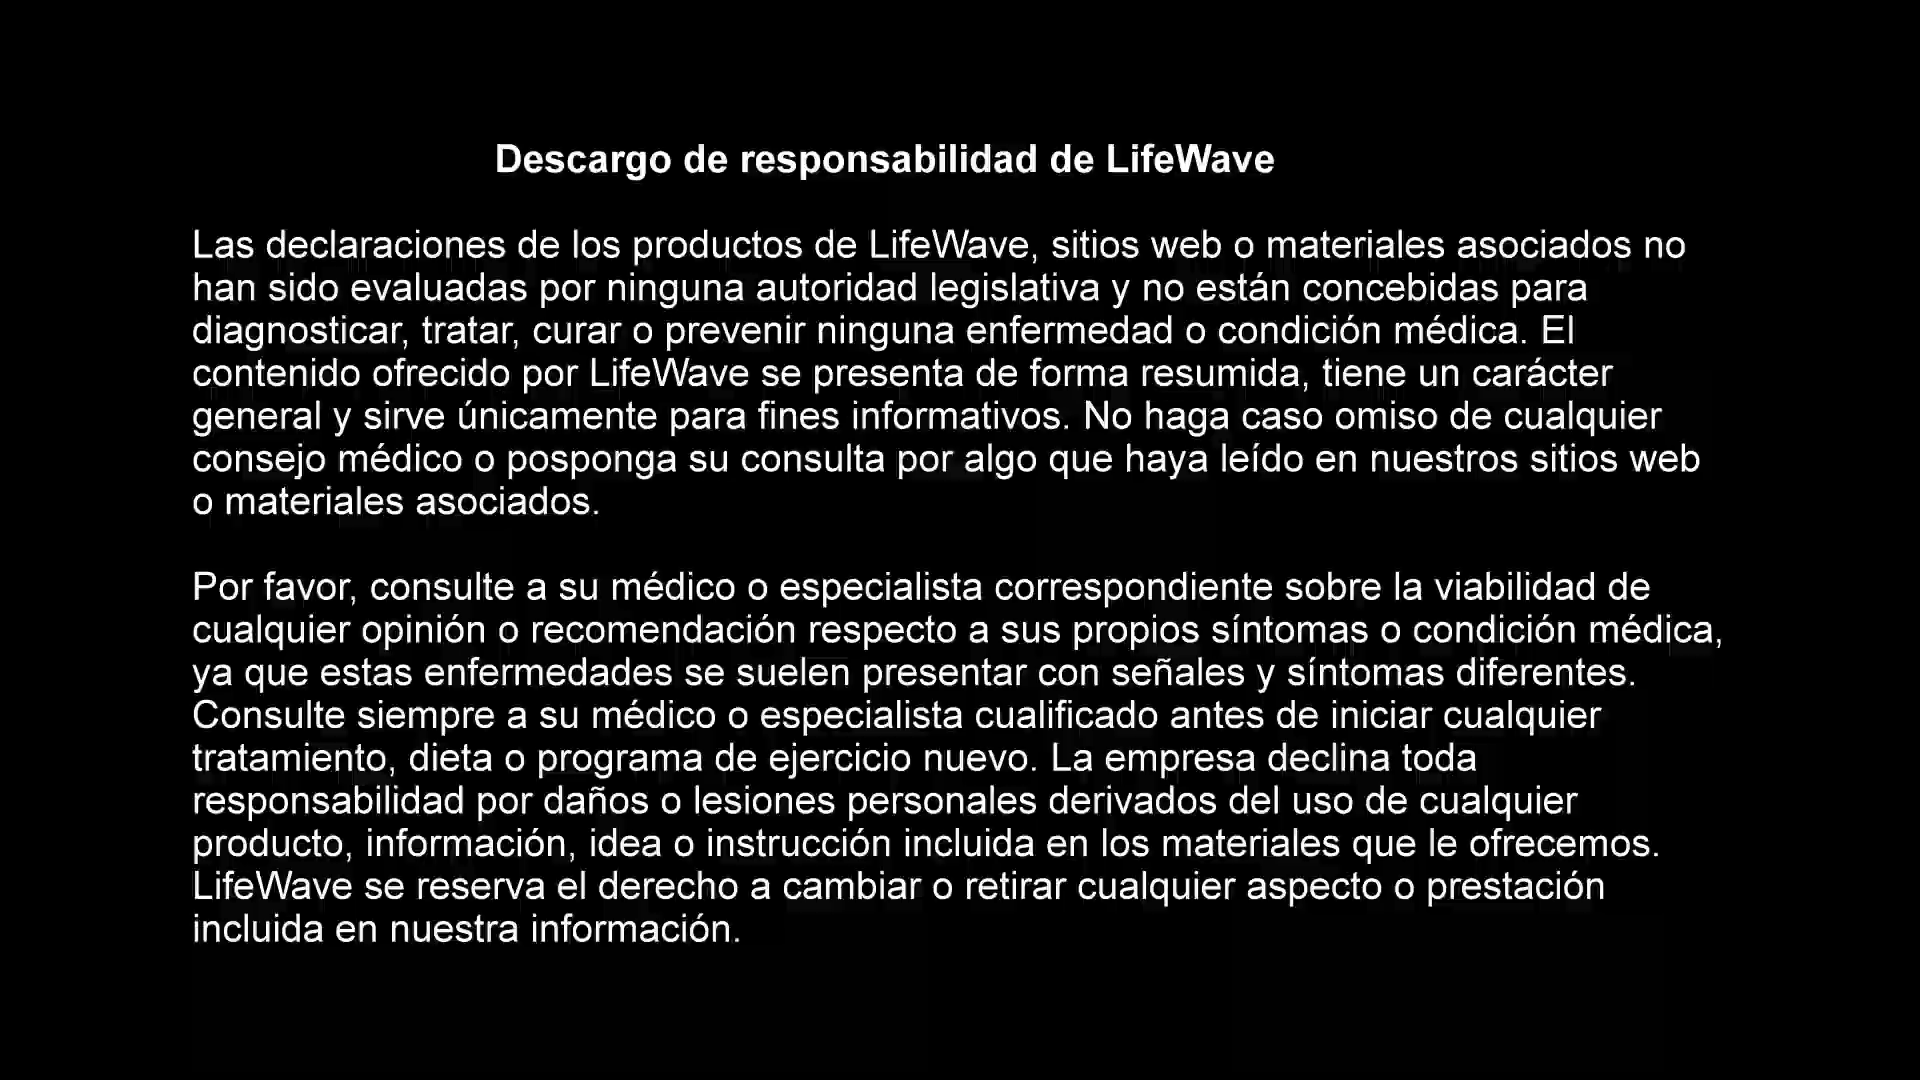 Descargo de responsabilidad de LifeWave
Las declaraciones de los productos de LifeWave, sitios web o materiales asociados no
han sido evaluadas por ninguna autoridad legislativa y no están concebidas para
diagnosticar, tratar, curar o prevenir ninguna enfermedad o condición médica. El
contenido ofrecido por LifeWave se presenta de forma resumida, tiene un carácter
general y sirve únicamente para fines informativos. No haga caso omiso de cualquier
consejo médico o posponga su consulta por algo que haya leído en nuestros sitios web
o materiales asociados.
Por favor, consulte a su médico o especialista correspondiente sobre la viabilidad de
cualquier opinión o recomendación respecto a sus propios síntomas o condición médica,
ya que estas enfermedades se suelen presentar con señales y síntomas diferentes.
Consulte siempre a su médico o especialista cualificado antes de iniciar cualquier
tratamiento, dieta o programa de ejercicio nuevo. La empresa declina toda
responsabilidad por daños o lesiones personales derivados del uso de cualquier
producto, información, idea o instrucción incluida en los materiales que le ofrecemos.
LifeWave se reserva el derecho a cambiar o retirar cualquier aspecto o prestación
incluida en nuestra información.